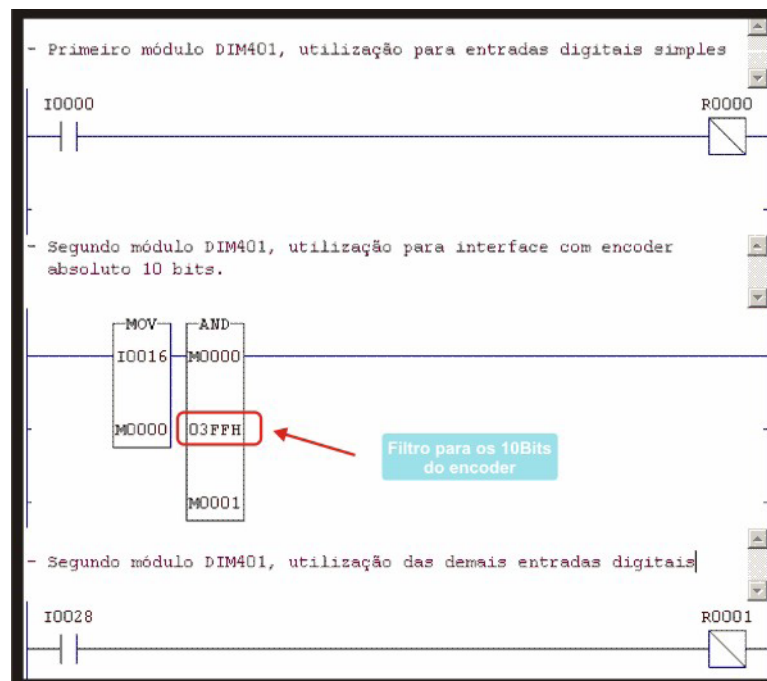 - Primeiro módulo DIM401, utilização para entradas digitais simples
I0000 R0000
- Segundo módulo DIM401, utilização para interface com encoder
absoluto 10 bits.
MOV AND
I0016 M0000
M0000 03FFH
Filtro para os 10Bits
do encoder
M0001
- Segundo módulo DIM401, utilização das demais entradas digitais
I0028 R0001